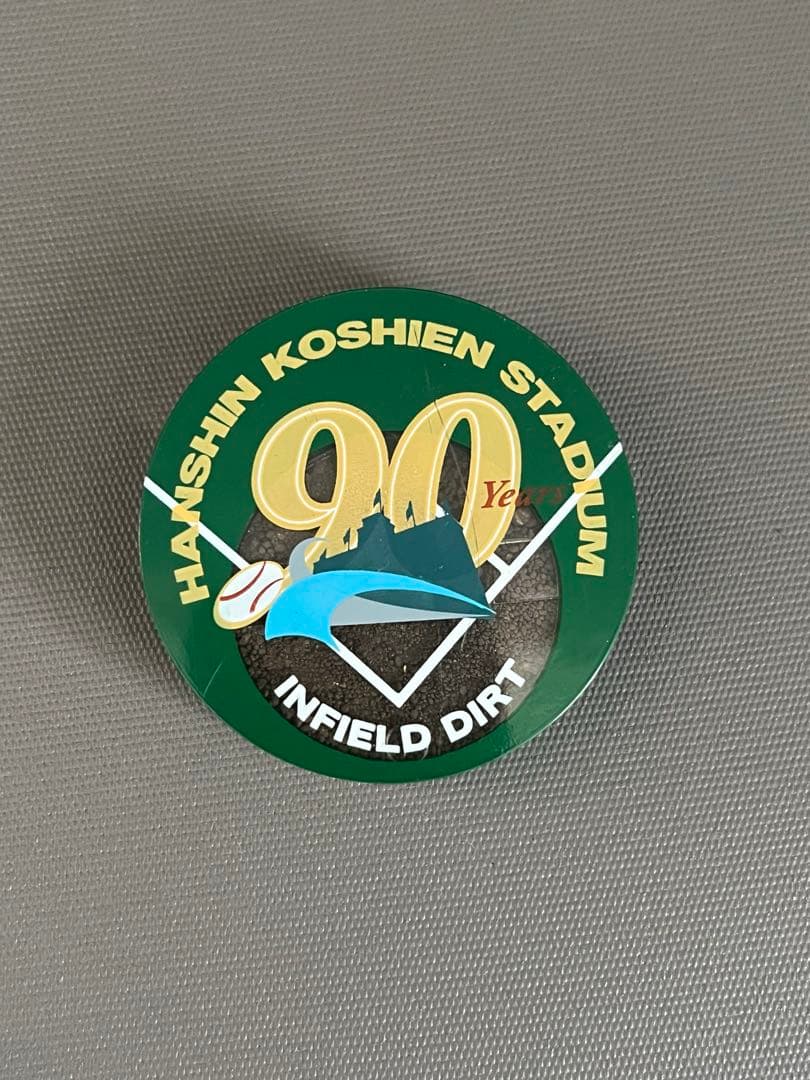 HANSHIN KOSHIEN STADIUM
90
Years
INFIELD DIRT